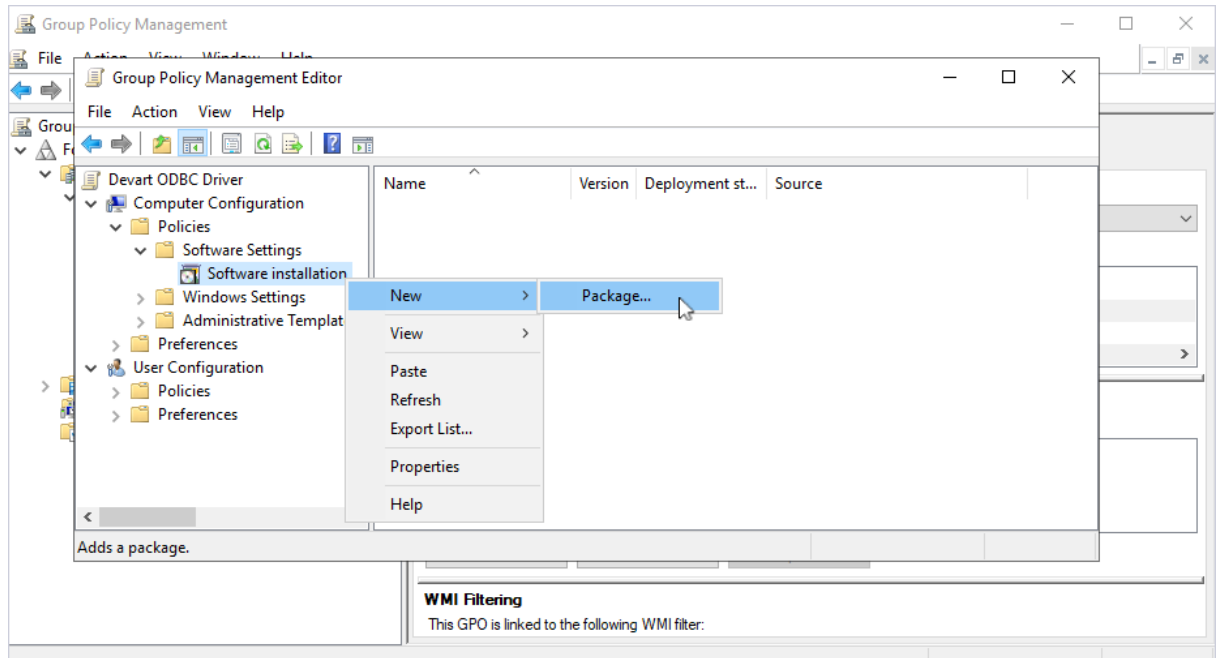 Group Policy Management
File
Group Policy Management Editor
File Action View Help
Devart ODBC Driver
Computer Configuration
Policies
Software Settings
Software installation
Windows Settings
Administrative Templat
Preferences
User Configuration
Policies
Preferences
Name Version Deployment st... Source
New
Package...
View
Paste
Refresh
Export List...
Properties
Help
Adds a package.
WMI Filtering
This GPO is linked to the following WMI filter: